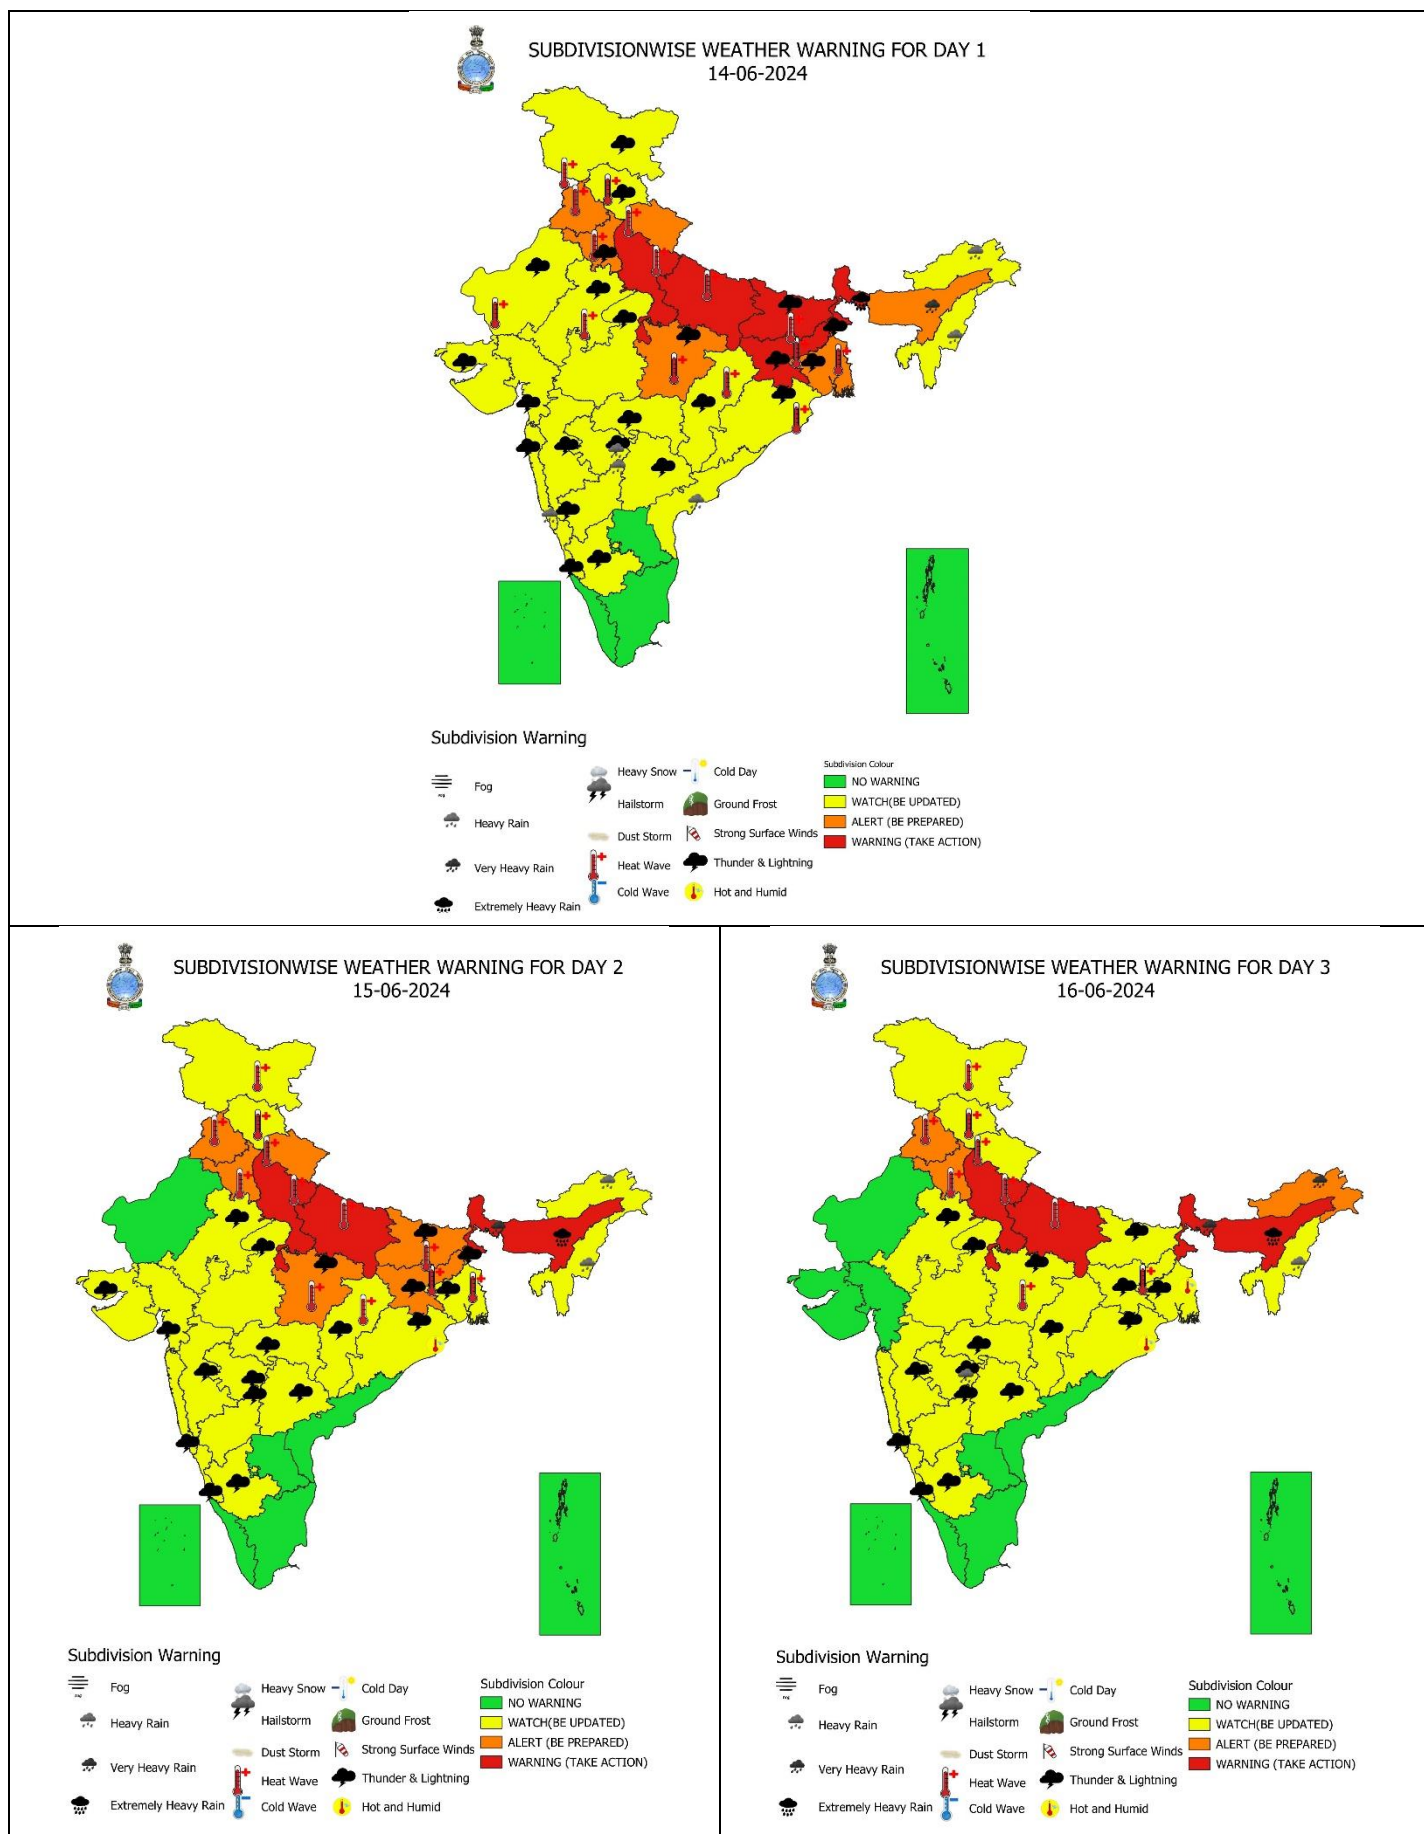 SUBDIVISIONWISE WEATHER WARNING FOR DAY 1
14-06-2024
Subdivision Warning
Fog
Heavy Rain
Very Heavy Rain
Extremely Heavy Rain
Heavy Snow
Hailstorm
Dust Storm
Heat Wave
Cold Wave
Cold Day
Ground Frost
Strong Surface Winds
Thunder & Lightning
Hot and Humid
Subdivision Colour
NO WARNING
WATCH(BE UPDATED)
ALERT (BE PREPARED)
WARNING (TAKE ACTION)
SUBDIVISIONWISE WEATHER WARNING FOR DAY 2
15-06-2024
Subdivision Warning
Fog
Heavy Rain
Very Heavy Rain
Extremely Heavy Rain
Heavy Snow
Hailstorm
Dust Storm
Heat Wave
Cold Wave
Cold Day
Ground Frost
Strong Surface Winds
Thunder & Lightning
Hot and Humid
Subdivision Colour
NO WARNING
WATCH(BE UPDATED)
ALERT (BE PREPARED)
WARNING (TAKE ACTION)
SUBDIVISIONWISE WEATHER WARNING FOR DAY 3
16-06-2024
Subdivision Warning
Fog
Heavy Rain
Very Heavy Rain
Extremely Heavy Rain
Heavy Snow
Hailstorm
Dust Storm
Heat Wave
Cold Wave
Cold Day
Ground Frost
Strong Surface Winds
Thunder & Lightning
Hot and Humid
Subdivision Colour
NO WARNING
WATCH(BE UPDATED)
ALERT (BE PREPARED)
WARNING (TAKE ACTION)